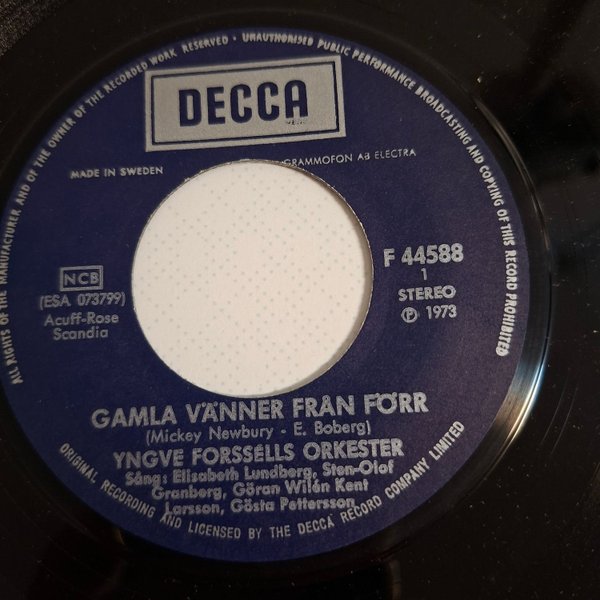 ALL RIGHTS OF THE MANUFACTURER AND OF THE OWNER OF THE RECORDED WORK RESERVED · UNAUTHORISED PUBLIC PERFORMANCE BROADCASTING AND COPYING OF THIS RECORD PROHIBITED
DECCA
MADE IN SWEDEN
GRAMMOFON AB ELECTRA
F 44588
1
STEREO
℗ 1973
NCB
(ESA 073799)
Acuff-Rose
Scandia
GAMLA VÄNNER FRÅN FÖRR
(Mickey Newbury - E. Boberg)
YNGVE FORSSÉLLS ORKESTER
Sång: Elisabeth Lundberg, Sten-Olof
Granberg, Göran Wilén Kent
Larsson, Gösta Pettersson
ORIGINAL RECORDING AND LICENSED BY THE DECCA RECORD COMPANY LIMITED